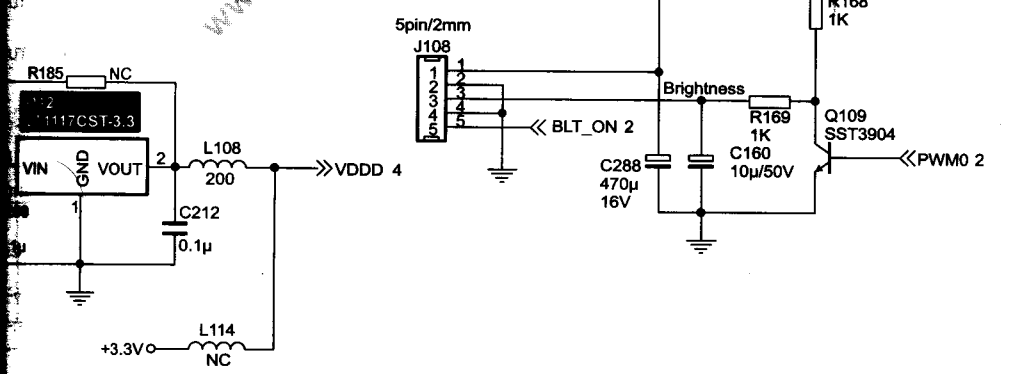 R168
1K
5pin/2mm
J108
1
2
3
4
5
1
2
3
4
5
BLT_ON 2
Brightness
R169
1K
Q109
SST3904
PWM0 2
C288
470µ
16V
C160
10µ/50V
R185
NC
1117CST-3.3
VIN
GND
VOUT
2
1
L108
200
VDDD 4
C212
0.1µ
L114
NC
+3.3V
www